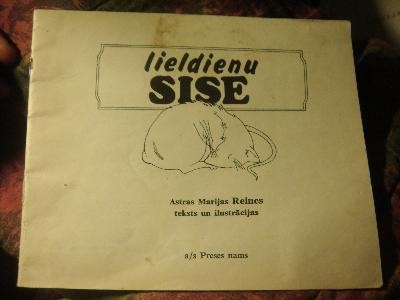 lieldienu
SISE
Astras Marijas Reines
teksts un ilustrācijas
a/s Preses nams